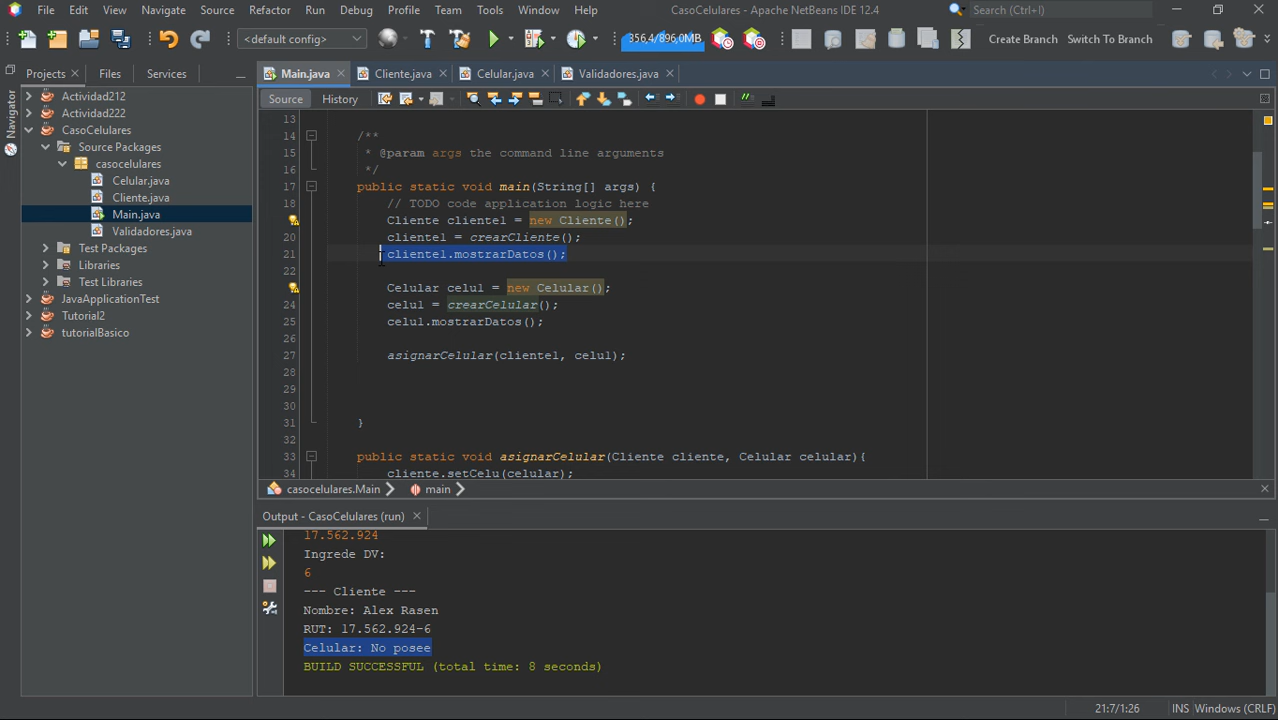 File Edit View Navigate Source Refactor Run Debug Profile Team Tools Window Help CasoCelulares - Apache NetBeans IDE 12.4 Search (Ctrl+I)
<default config> 356,4/896,0MB Create Branch Switch To Branch
Projects Files Services
Main.java Cliente.java Celular.java Validadores.java
Source History
Navigator
Actividad212
Actividad222
CasoCelulares
Source Packages
casocelulares
Celular.java
Cliente.java
Main.java
Validadores.java
Test Packages
Libraries
Test Libraries
JavaApplicationTest
Tutorial2
tutorialBasico
13
14 /**
15 * @param args the command line arguments
16 */
17 public static void main(String[] args) {
18 // TODO code application logic here
19 Cliente cliente1 = new Cliente();
20 cliente1 = crearCliente();
21 cliente1.mostrarDatos();
22
23 Celular celu1 = new Celular();
24 celu1 = crearCelular();
25 celu1.mostrarDatos();
26
27 asignarCelular(cliente1, celu1);
28
29
30
31 }
32
33 public static void asignarCelular(Cliente cliente, Celular celular){
34 cliente.setCelu(celular);
casocelulares.Main main
Output - CasoCelulares (run)
17.562.924
Ingrede DV:
6
--- Cliente ---
Nombre: Alex Rasen
RUT: 17.562.924-6
Celular: No posee
BUILD SUCCESSFUL (total time: 8 seconds)
21:7/1:26 INS Windows (CRLF)